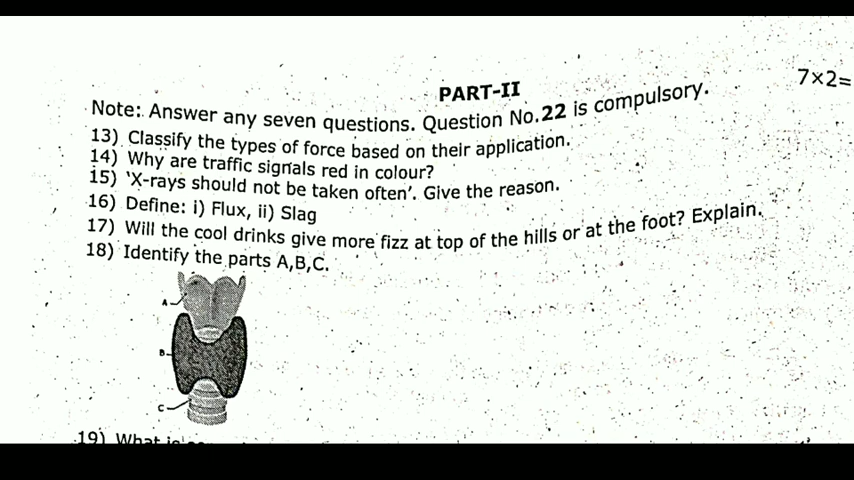 PART-II
7×2=
Note: Answer any seven questions. Question No.22 is compulsory.
13) Classify the types of force based on their application.
14) Why are traffic signals red in colour?
15) ‘X-rays should not be taken often’. Give the reason.
16) Define: i) Flux, ii) Slag
17) Will the cool drinks give more fizz at top of the hills or at the foot? Explain.
18) Identify the parts A,B,C.
A
B
C
19) What is